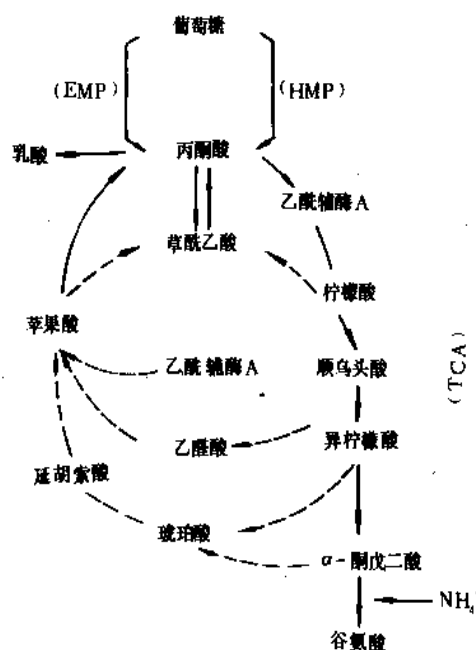 葡萄糖
(EMP)
(HMP)
乳酸
丙酮酸
乙酰辅酶A
草酰乙酸
柠檬酸
苹果酸
(TCA)
乙酰辅酶A
顺乌头酸
乙醛酸
异柠檬酸
延胡索酸
琥珀酸
α-酮戊二酸
NH₄
谷氨酸